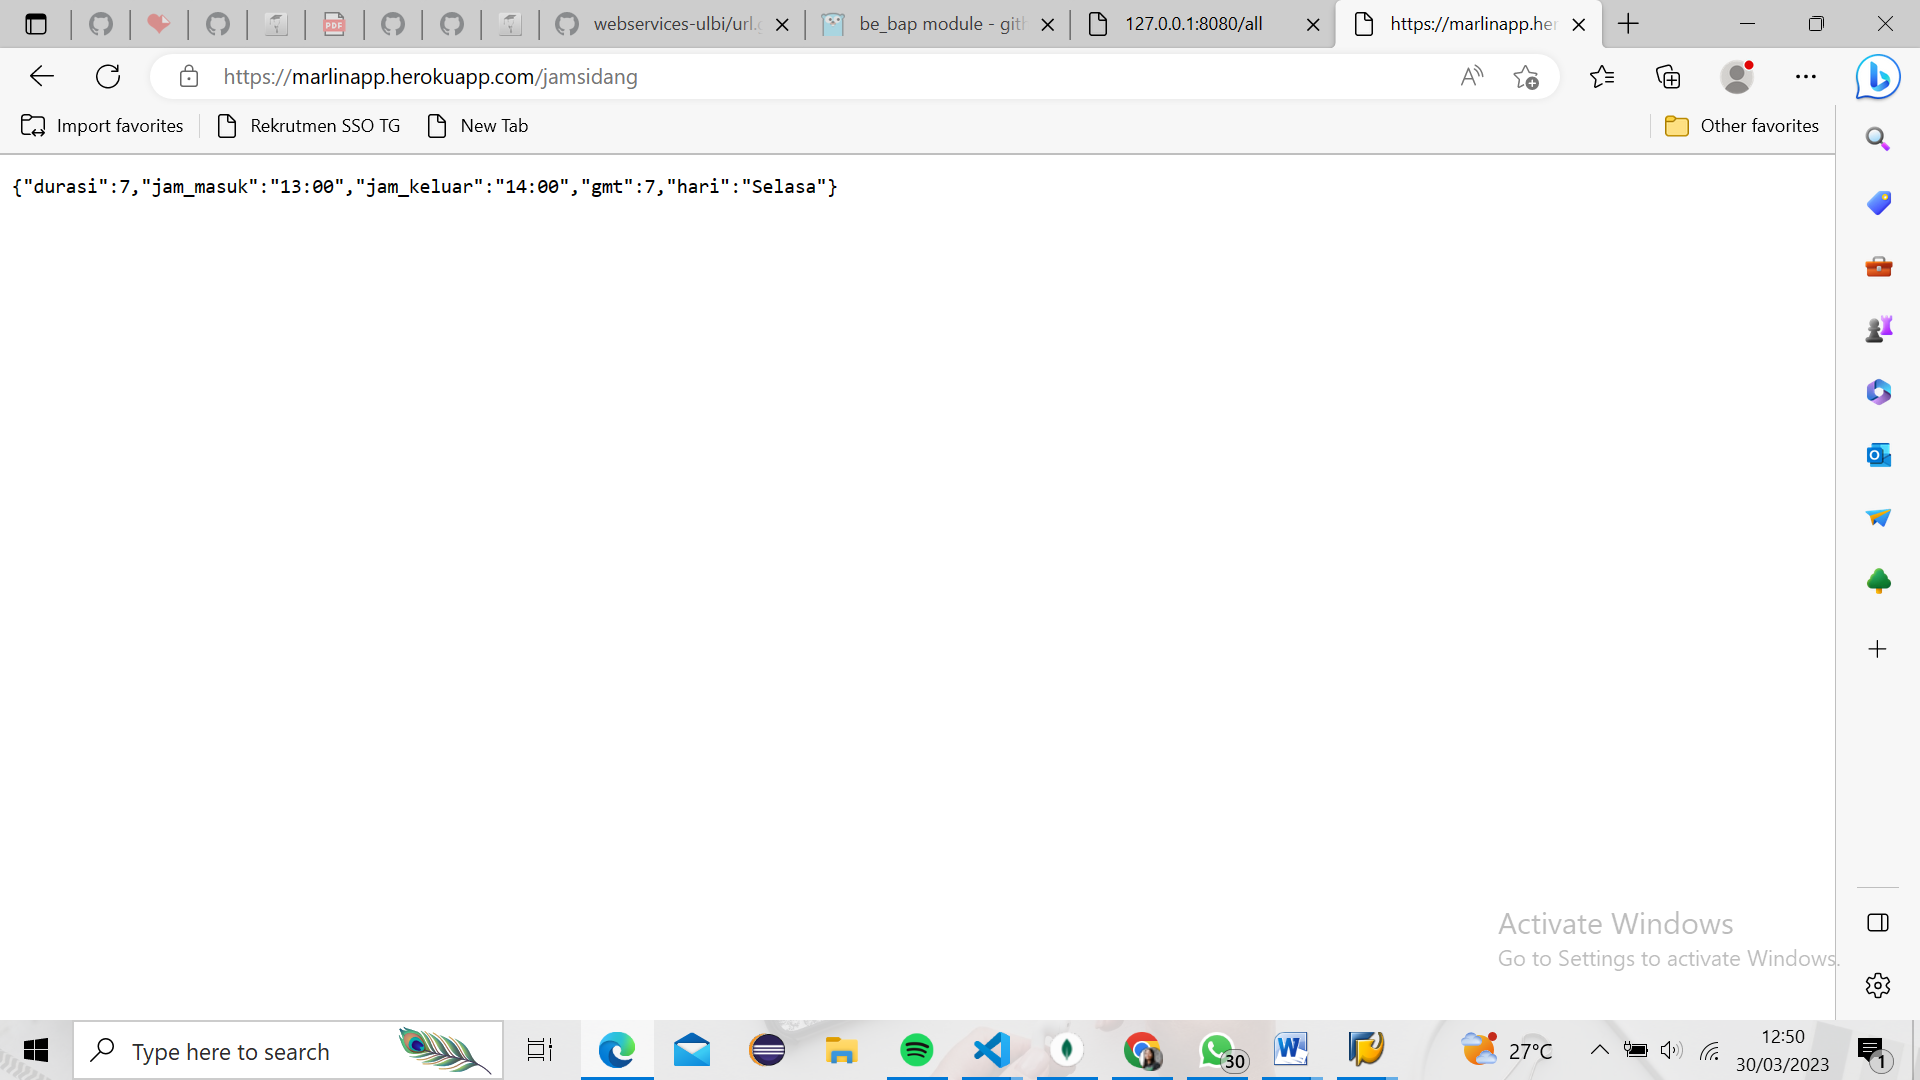 webservices-ulbi/url.g
be_bap module - gith
127.0.0.1:8080/all
https://marlinapp.her
https://marlinapp.herokuapp.com/jamsidang
Import favorites
Rekrutmen SSO TG
New Tab
Other favorites
{"durasi":7,"jam_masuk":"13:00","jam_keluar":"14:00","gmt":7,"hari":"Selasa"}
Activate Windows
Go to Settings to activate Windows.
Type here to search
30
27°C
12:50
30/03/2023
1
PDF